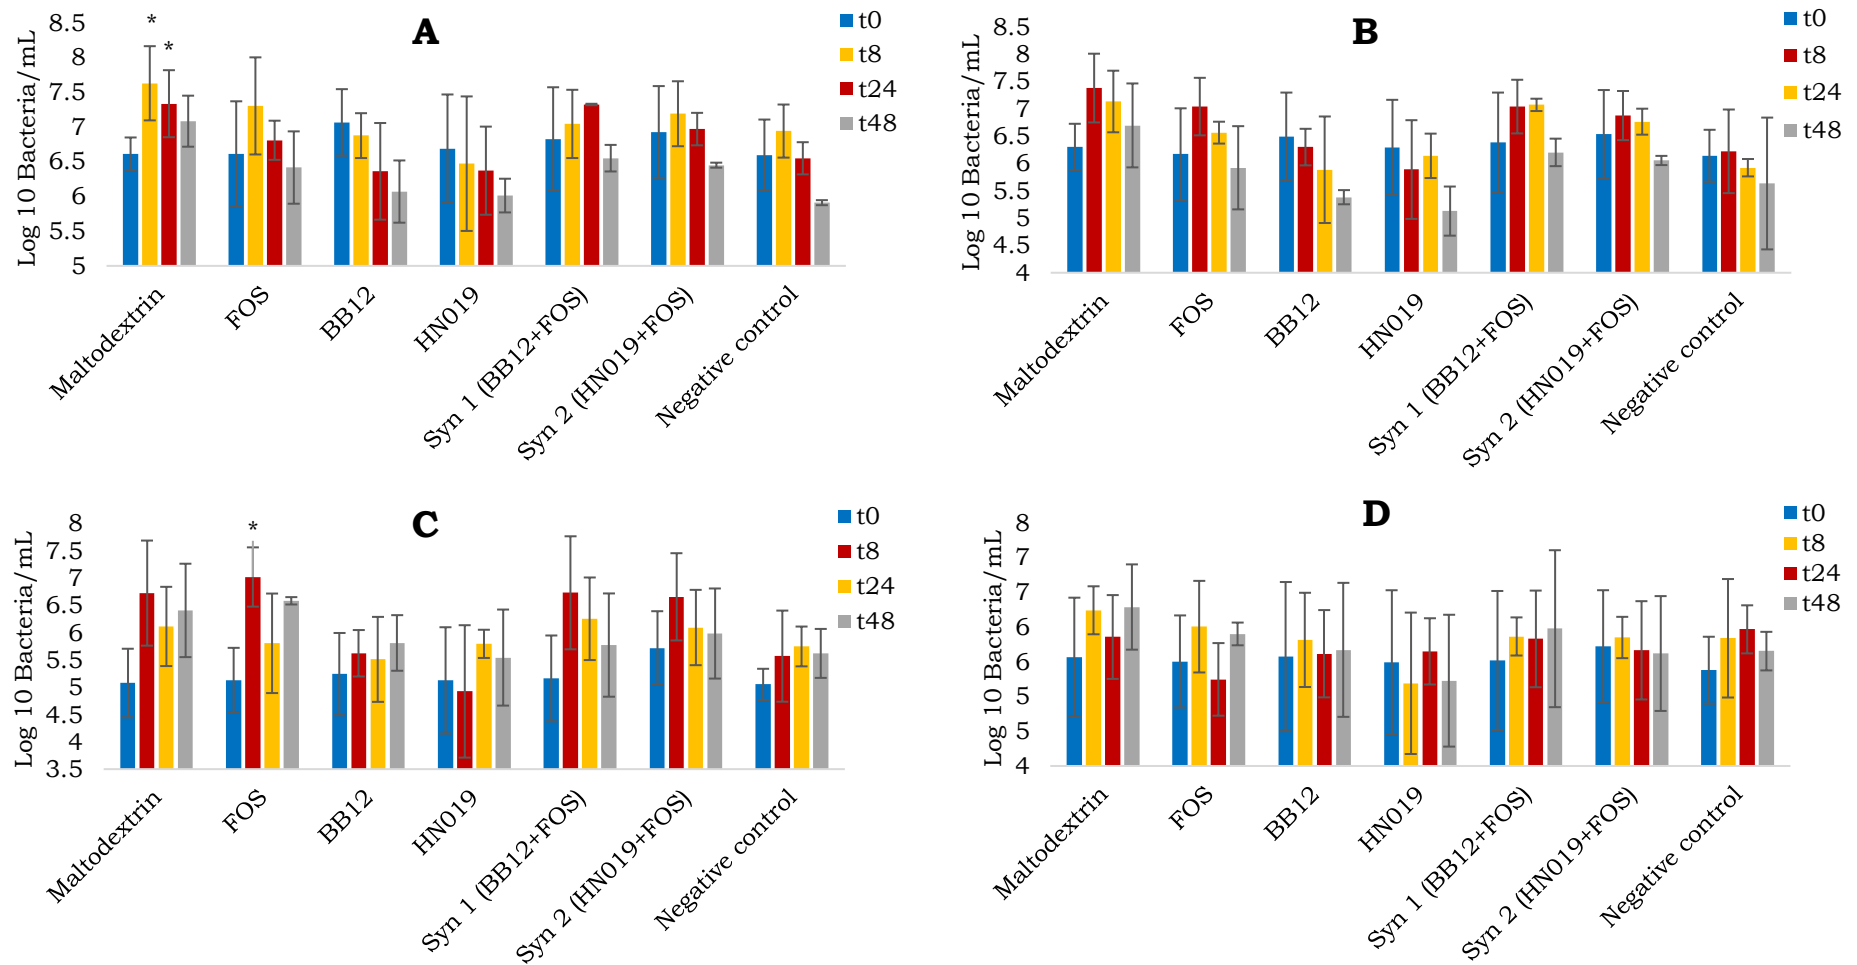 A
Log 10 Bacteria/mL
8.5
8
7.5
7
6.5
6
5.5
5
*
*
t0
t8
t24
t48
Maltodextrin
FOS
BB12
HN019
Syn 1 (BB12+FOS)
Syn 2 (HN019+FOS)
Negative control
B
Log 10 Bacteria/mL
8.5
8
7.5
7
6.5
6
5.5
5
4.5
4
t0
t8
t24
t48
Maltodextrin
FOS
BB12
HN019
Syn 1 (BB12+FOS)
Syn 2 (HN019+FOS)
Negative control
C
Log 10 Bacteria/mL
8
7.5
7
6.5
6
5.5
5
4.5
4
3.5
*
t0
t8
t24
t48
Maltodextrin
FOS
BB12
HN019
Syn 1 (BB12+FOS)
Syn 2 (HN019+FOS)
Negative control
D
Log 10 Bacteria/mL
8
7
7
6
6
5
5
4
t0
t8
t24
t48
Maltodextrin
FOS
BB12
HN019
Syn 1 (BB12+FOS)
Syn 2 (HN019+FOS)
Negative control